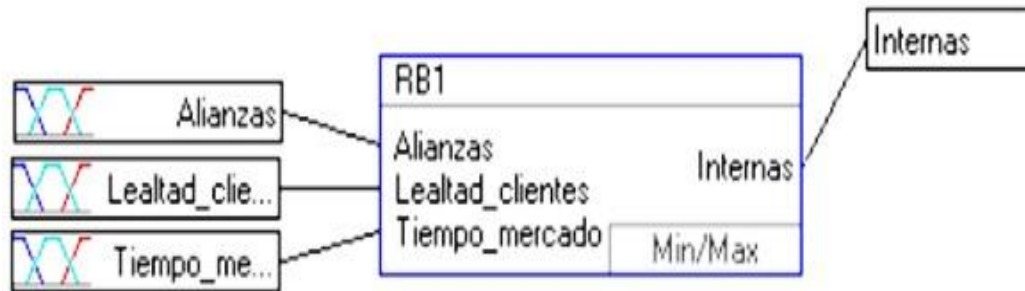 Alianzas
Lealtad_clie...
Tiempo_me...
RB1
Alianzas
Lealtad_clientes
Tiempo_mercado
Internas
Min/Max
Internas